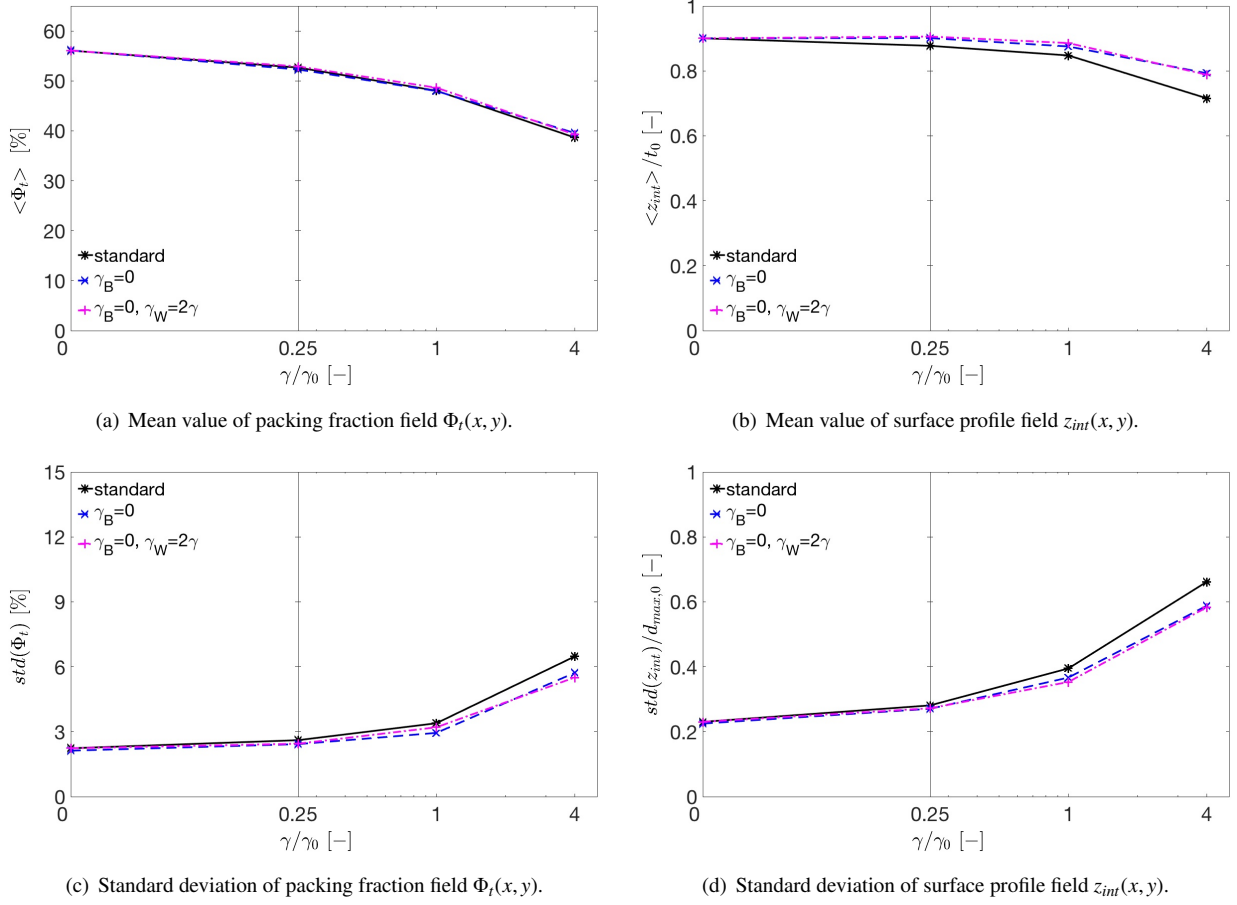 60
50
40
30
20
10
0
<Φt> [%]
standard
γB=0
γB=0, γW=2γ
0 0.25 1 4
γ/γ0 [−]
(a) Mean value of packing fraction field Φt(x, y).
1
0.8
0.6
0.4
0.2
0
<zint>/t0 [−]
standard
γB=0
γB=0, γW=2γ
0 0.25 1 4
γ/γ0 [−]
(b) Mean value of surface profile field zint(x, y).
15
12
9
6
3
0
std(Φt) [%]
standard
γB=0
γB=0, γW=2γ
0 0.25 1 4
γ/γ0 [−]
(c) Standard deviation of packing fraction field Φt(x, y).
1
0.8
0.6
0.4
0.2
0
std(zint)/dmax,0 [−]
standard
γB=0
γB=0, γW=2γ
0 0.25 1 4
γ/γ0 [−]
(d) Standard deviation of surface profile field zint(x, y).